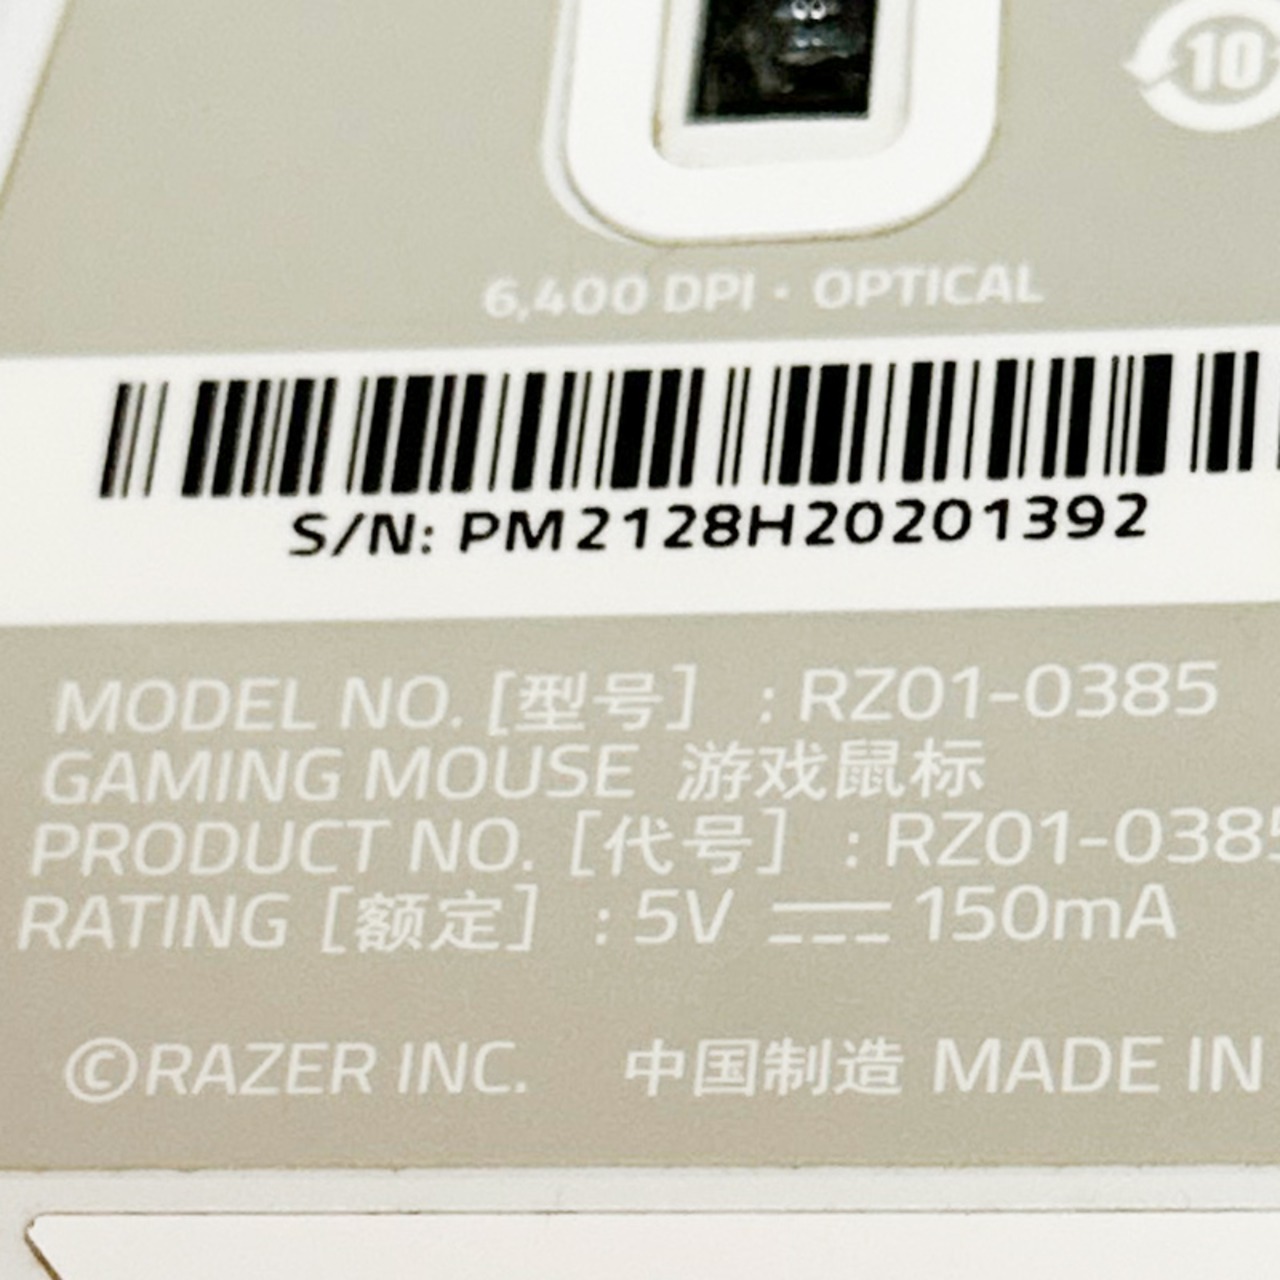 10
6,400 DPI · OPTICAL
S/N: PM2128H20201392
MODEL NO. [型号] : RZ01-0385
GAMING MOUSE 游戏鼠标
PRODUCT NO. [代号] : RZ01-0385
RATING [额定] : 5V ⎓ 150mA
©RAZER INC. 中国制造 MADE IN